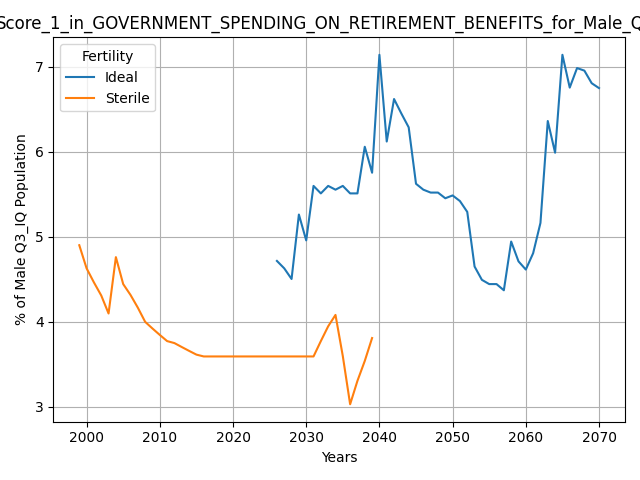 Score_1_in_GOVERNMENT_SPENDING_ON_RETIREMENT_BENEFITS_for_Male_Q
Fertility
Ideal
Sterile
7
6
5
4
3
% of Male Q3_IQ Population
2000 2010 2020 2030 2040 2050 2060 2070
Years